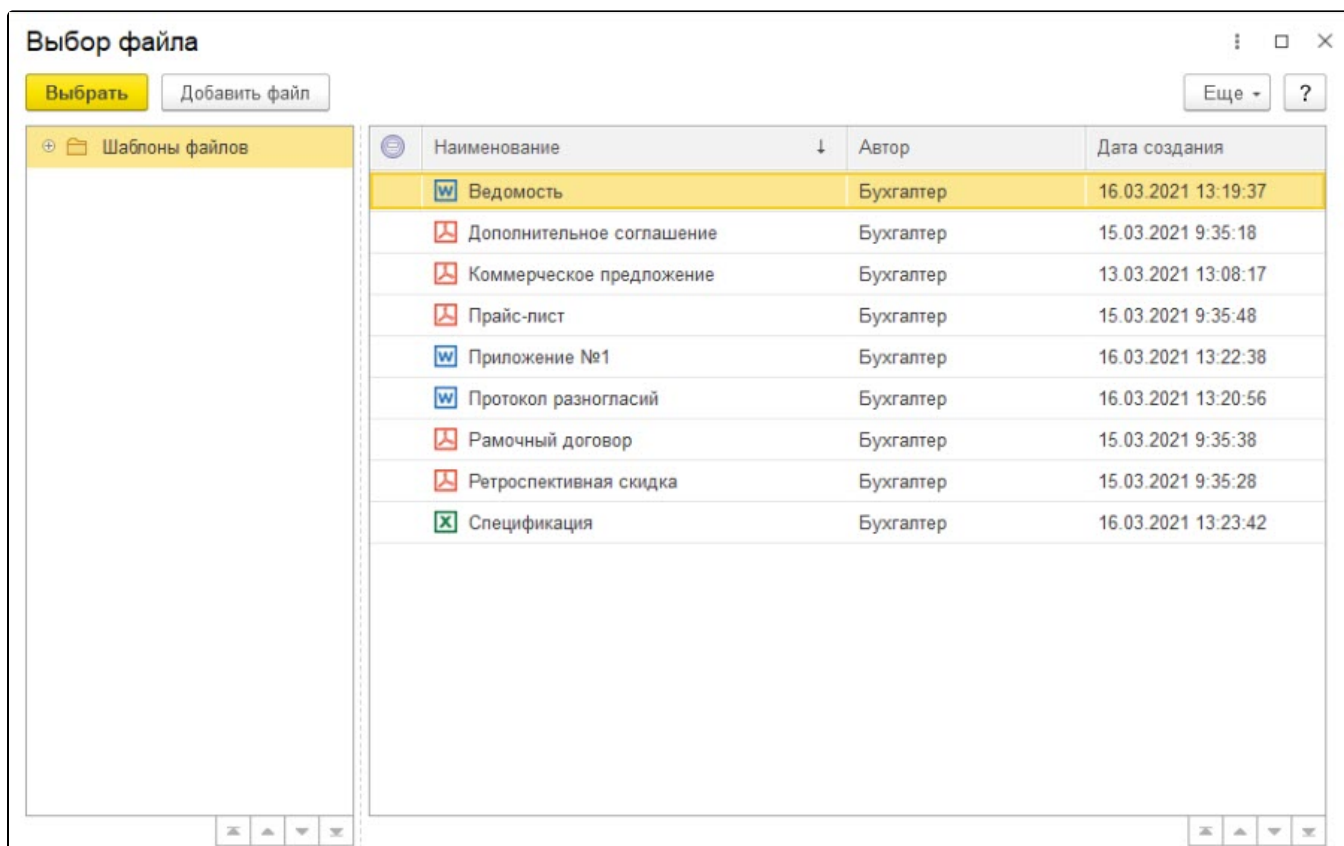 Выбор файла
Выбрать Добавить файл Еще ?
Шаблоны файлов
Наименование ↓ Автор Дата создания
Ведомость Бухгалтер 16.03.2021 13:19:37
Дополнительное соглашение Бухгалтер 15.03.2021 9:35:18
Коммерческое предложение Бухгалтер 13.03.2021 13:08:17
Прайс-лист Бухгалтер 15.03.2021 9:35:48
Приложение №1 Бухгалтер 16.03.2021 13:22:38
Протокол разногласий Бухгалтер 16.03.2021 13:20:56
Рамочный договор Бухгалтер 15.03.2021 9:35:38
Ретроспективная скидка Бухгалтер 15.03.2021 9:35:28
Спецификация Бухгалтер 16.03.2021 13:23:42